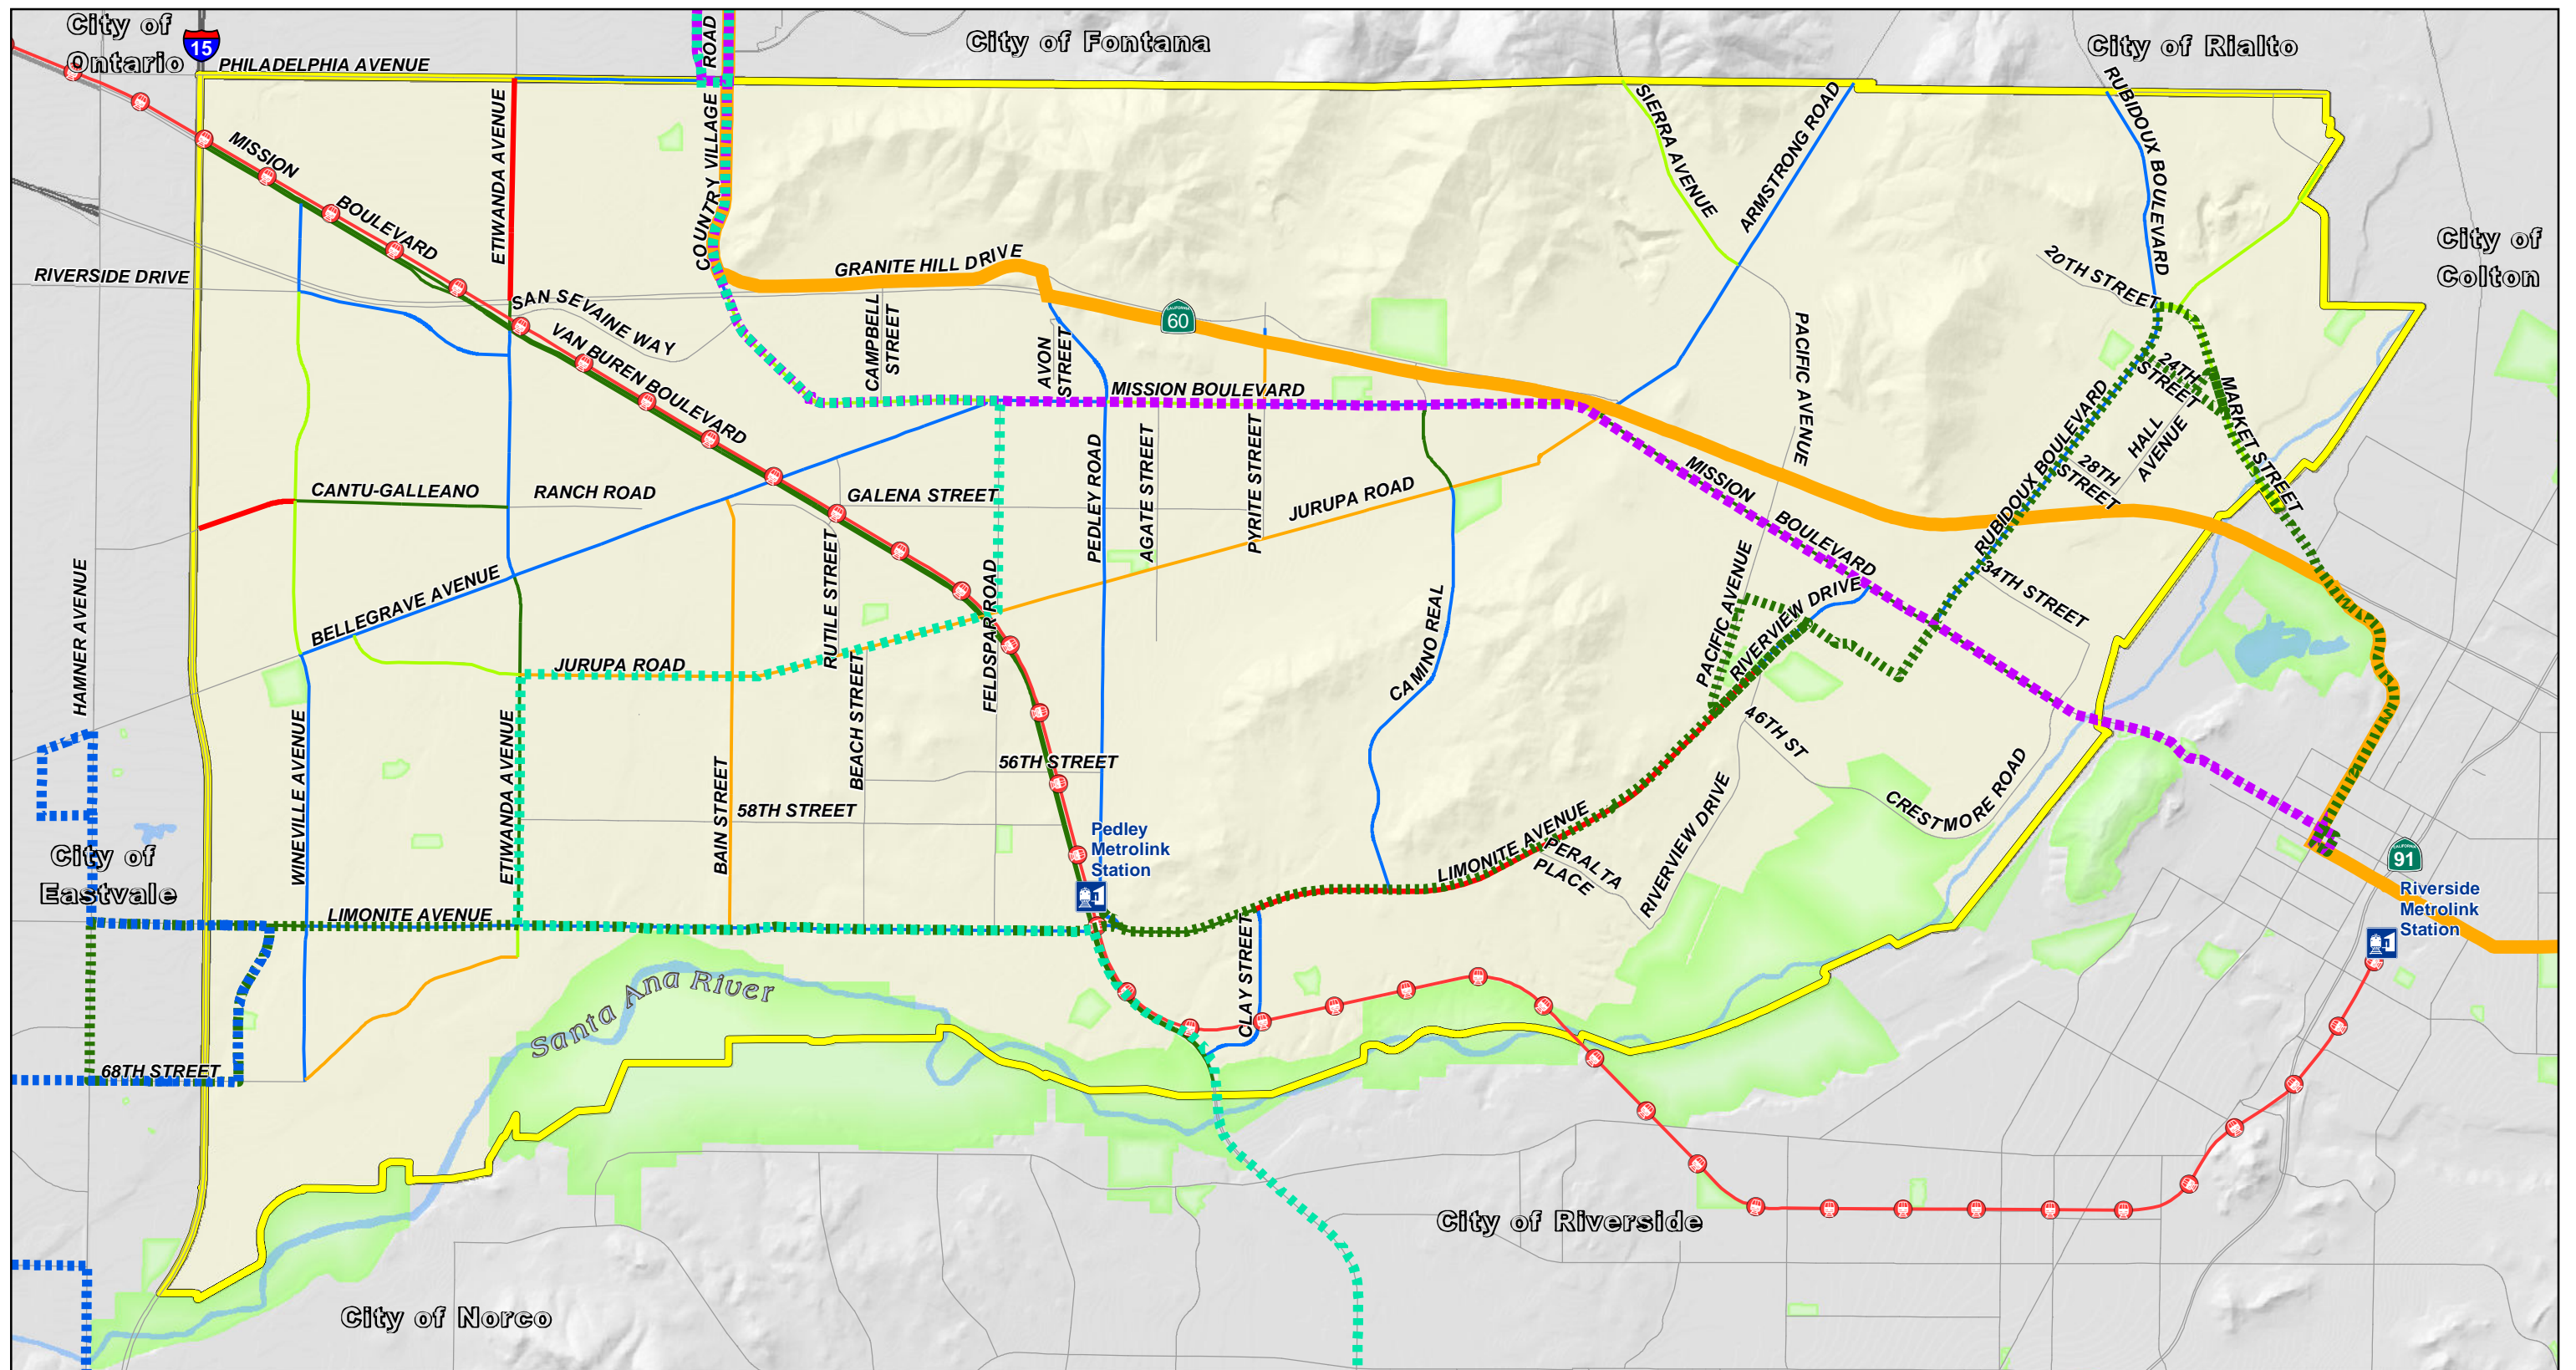 City of
Ontario
15
PHILADELPHIA AVENUE
ROAD
City of Fontana
City of Rialto
MISSION
BOULEVARD
ETIWANDA AVENUE
COUNTRY VILLAGE
SIERRA AVENUE
ARMSTRONG ROAD
RUBIDOUX BOULEVARD
City of
Colton
RIVERSIDE DRIVE
GRANITE HILL DRIVE
20TH STREET
SAN SEVAINE WAY
VAN BUREN BOULEVARD
CAMPBELL
STREET
AVON
STREET
CALIFORNIA
60
PACIFIC AVENUE
MISSION BOULEVARD
24TH
STREET
MARKET STREET
HALL
AVENUE
28TH
STREET
RUBIDOUX BOULEVARD
CANTU-GALLEANO
RANCH ROAD
GALENA STREET
PEDLEY ROAD
AGATE STREET
PYRITE STREET
JURUPA ROAD
MISSION
BOULEVARD
34TH STREET
HAMNER AVENUE
BELLEGRAVE AVENUE
RUTILE STREET
FELDSPAR ROAD
CAMINO REAL
PACIFIC AVENUE
RIVERVIEW DRIVE
JURUPA ROAD
WINEVILLE AVENUE
ETIWANDA AVENUE
BAIN STREET
BEACH STREET
56TH STREET
58TH STREET
46TH ST
CRESTMORE ROAD
RIVERVIEW DRIVE
Pedley
Metrolink
Station
LIMONITE AVENUE
PERALTA
PLACE
City of
Eastvale
LIMONITE AVENUE
CALIFORNIA
91
Riverside
Metrolink
Station
CLAY STREET
Santa Ana River
68TH STREET
City of Riverside
City of Norco